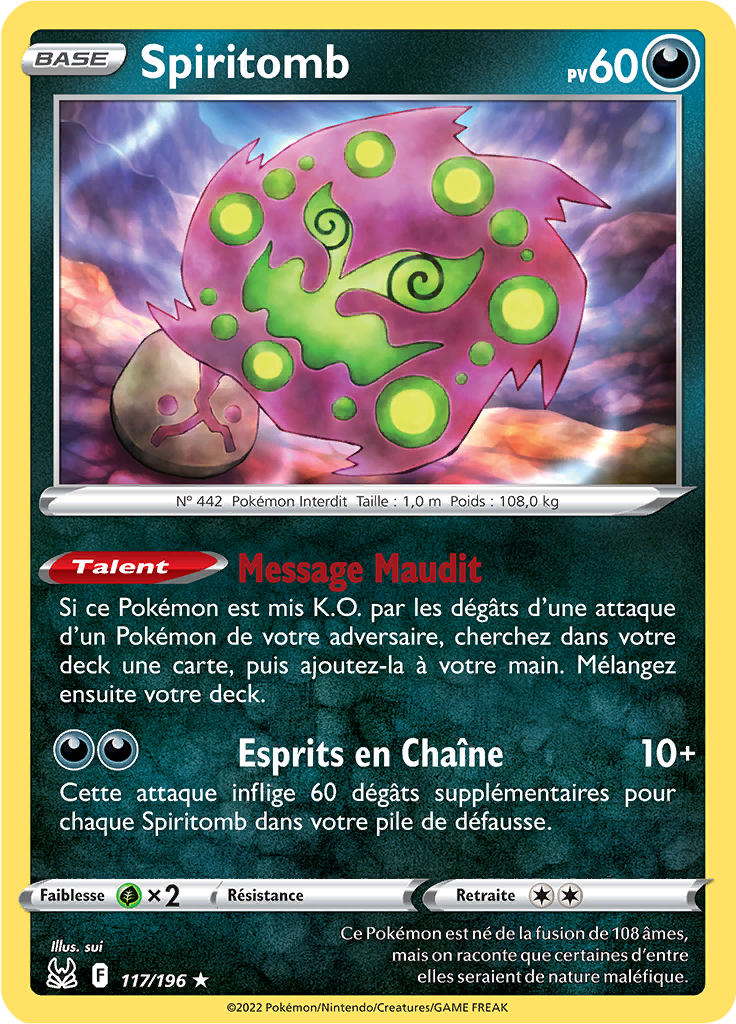 BASE Spiritomb PV60
N° 442 Pokémon Interdit Taille : 1,0 m Poids : 108,0 kg
Talent Message Maudit
Si ce Pokémon est mis K.O. par les dégâts d'une attaque
d'un Pokémon de votre adversaire, cherchez dans votre
deck une carte, puis ajoutez-la à votre main. Mélangez
ensuite votre deck.
Esprits en Chaîne 10+
Cette attaque inflige 60 dégâts supplémentaires pour
chaque Spiritomb dans votre pile de défausse.
Faiblesse ×2 Résistance Retraite
Ce Pokémon est né de la fusion de 108 âmes,
mais on raconte que certaines d'entre
elles seraient de nature maléfique.
Illus. sui
F 117/196 ★
©2022 Pokémon/Nintendo/Creatures/GAME FREAK